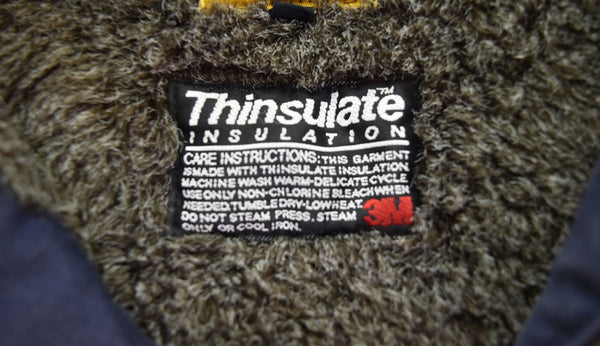 Thinsulate™
INSULATION
CARE INSTRUCTIONS: THIS GARMENT
IS MADE WITH THINSULATE INSULATION
MACHINE WASH WARM-DELICATE CYCLE
USE ONLY NON-CHLORINE BLEACH WHEN
NEEDED TUMBLE DRY-LOW HEAT.
DO NOT STEAM PRESS. STEAM
ONLY OR COOL IRON.
3M